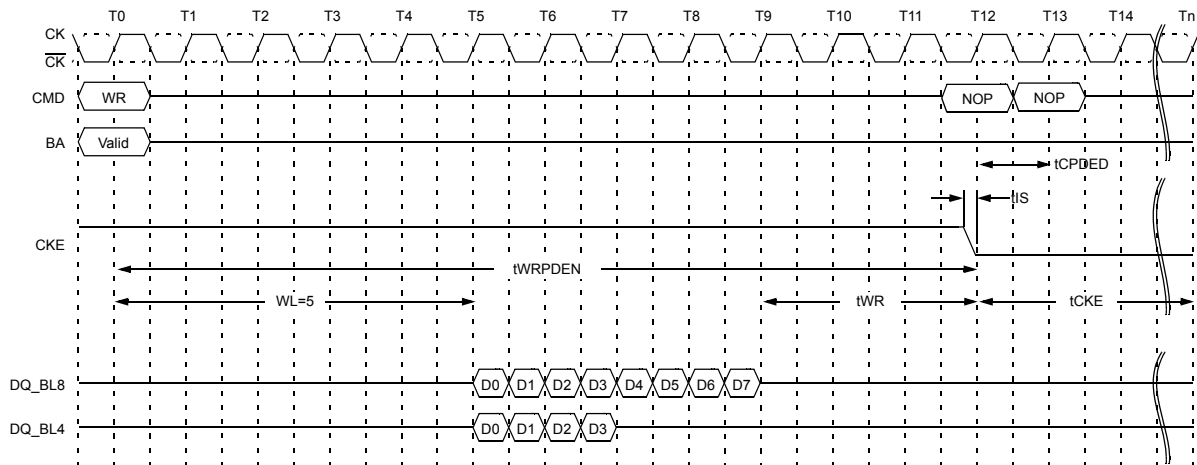 T0 T1 T2 T3 T4 T5 T6 T7 T8 T9 T10 T11 T12 T13 T14 Tn
CK
CK
CMD WR NOP NOP
BA Valid
tCPDED
tIS
CKE
tWRPDEN
WL=5 tWR tCKE
DQ_BL8 D0 D1 D2 D3 D4 D5 D6 D7
DQ_BL4 D0 D1 D2 D3